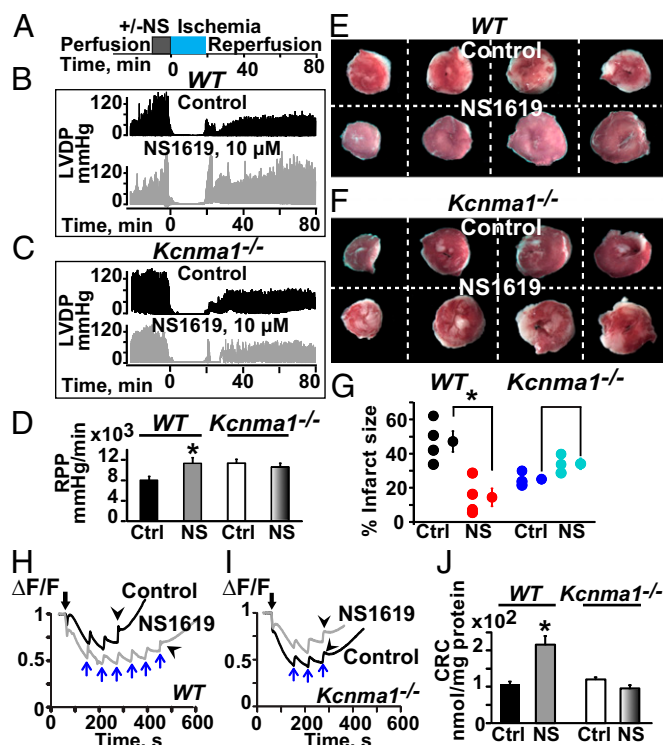 A
+/-NS Ischemia
Perfusion Reperfusion
Time, min 0 80
B
WT
120
0
LVDP
mmHg
Control
NS1619, 10 µM
120
0
Time, min 0 40 80
C
Kcnma1-/-
120
0
LVDP
mmHg
Control
NS1619, 10 µM
120
0
Time, min 0 40 80
D
x10³
WT Kcnma1-/-
RPP
mmHg/min
12
8
4
0
*
Ctrl NS Ctrl NS
E
WT
Control
NS1619
F
Kcnma1-/-
Control
NS1619
G
WT Kcnma1-/-
*
% Infarct size
60
40
20
0
Ctrl NS Ctrl NS
H
ΔF/F
Control
NS1619
1
0.5
0
WT
0 200 400 600
Time, s
I
ΔF/F
NS1619
Control
1
0.5
0
Kcnma1-/-
0 200 400 600
Time, s
J
WT Kcnma1-/-
x10²
CRC
nmol/mg protein
2
1
0
*
Ctrl NS Ctrl NS